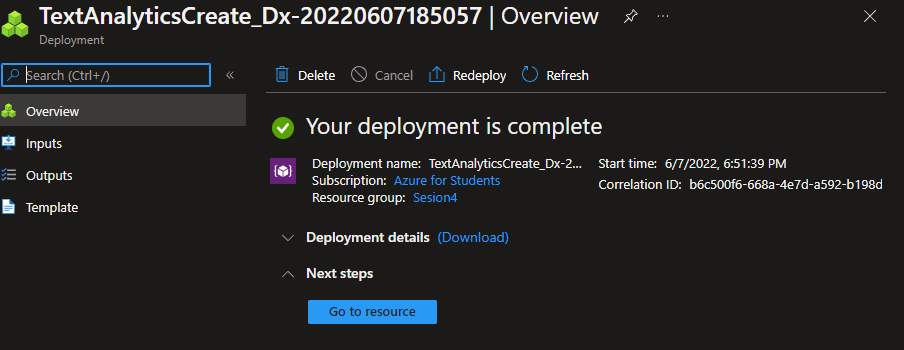 TextAnalyticsCreate_Dx-20220607185057 | Overview
Deployment
Search (Ctrl+/)
Overview
Inputs
Outputs
Template
Delete
Cancel
Redeploy
Refresh
Your deployment is complete
Deployment name: TextAnalyticsCreate_Dx-2...
Subscription: Azure for Students
Resource group: Sesion4
Start time: 6/7/2022, 6:51:39 PM
Correlation ID: b6c500f6-668a-4e7d-a592-b198d
Deployment details (Download)
Next steps
Go to resource